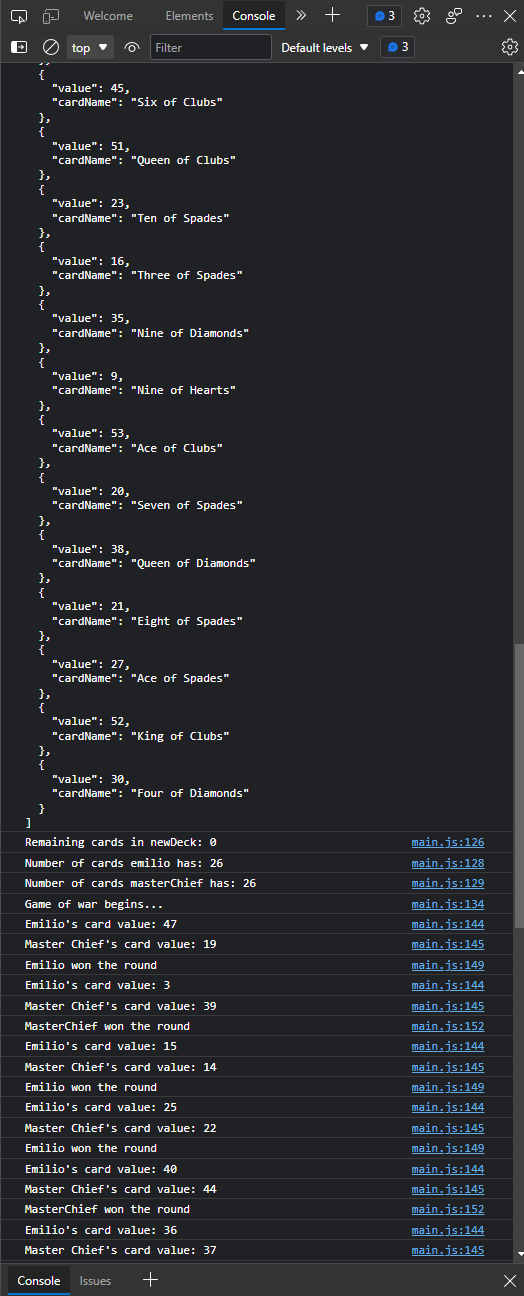 Welcome Elements Console 3
top Filter Default levels 3
},
{
"value": 45,
"cardName": "Six of Clubs"
},
{
"value": 51,
"cardName": "Queen of Clubs"
},
{
"value": 23,
"cardName": "Ten of Spades"
},
{
"value": 16,
"cardName": "Three of Spades"
},
{
"value": 35,
"cardName": "Nine of Diamonds"
},
{
"value": 9,
"cardName": "Nine of Hearts"
},
{
"value": 53,
"cardName": "Ace of Clubs"
},
{
"value": 20,
"cardName": "Seven of Spades"
},
{
"value": 38,
"cardName": "Queen of Diamonds"
},
{
"value": 21,
"cardName": "Eight of Spades"
},
{
"value": 27,
"cardName": "Ace of Spades"
},
{
"value": 52,
"cardName": "King of Clubs"
},
{
"value": 30,
"cardName": "Four of Diamonds"
}
]
Remaining cards in newDeck: 0 main.js:126
Number of cards emilio has: 26 main.js:128
Number of cards masterChief has: 26 main.js:129
Game of war begins... main.js:134
Emilio's card value: 47 main.js:144
Master Chief's card value: 19 main.js:145
Emilio won the round main.js:149
Emilio's card value: 3 main.js:144
Master Chief's card value: 39 main.js:145
MasterChief won the round main.js:152
Emilio's card value: 15 main.js:144
Master Chief's card value: 14 main.js:145
Emilio won the round main.js:149
Emilio's card value: 25 main.js:144
Master Chief's card value: 22 main.js:145
Emilio won the round main.js:149
Emilio's card value: 40 main.js:144
Master Chief's card value: 44 main.js:145
MasterChief won the round main.js:152
Emilio's card value: 36 main.js:144
Master Chief's card value: 37 main.js:145
Console Issues